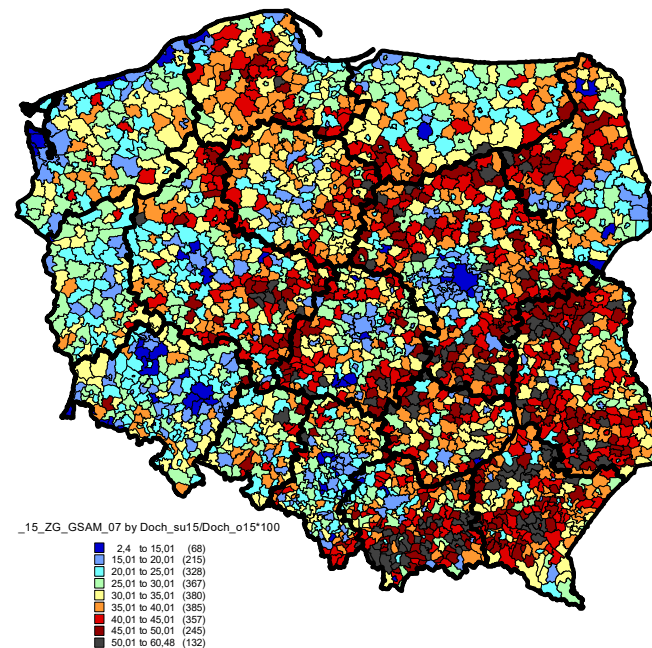 _15_ZG_GSAM_07 by Doch_su15/Doch_o15*100
2,4 to 15,01 (68)
15,01 to 20,01 (215)
20,01 to 25,01 (328)
25,01 to 30,01 (367)
30,01 to 35,01 (380)
35,01 to 40,01 (385)
40,01 to 45,01 (357)
45,01 to 50,01 (245)
50,01 to 60,48 (132)